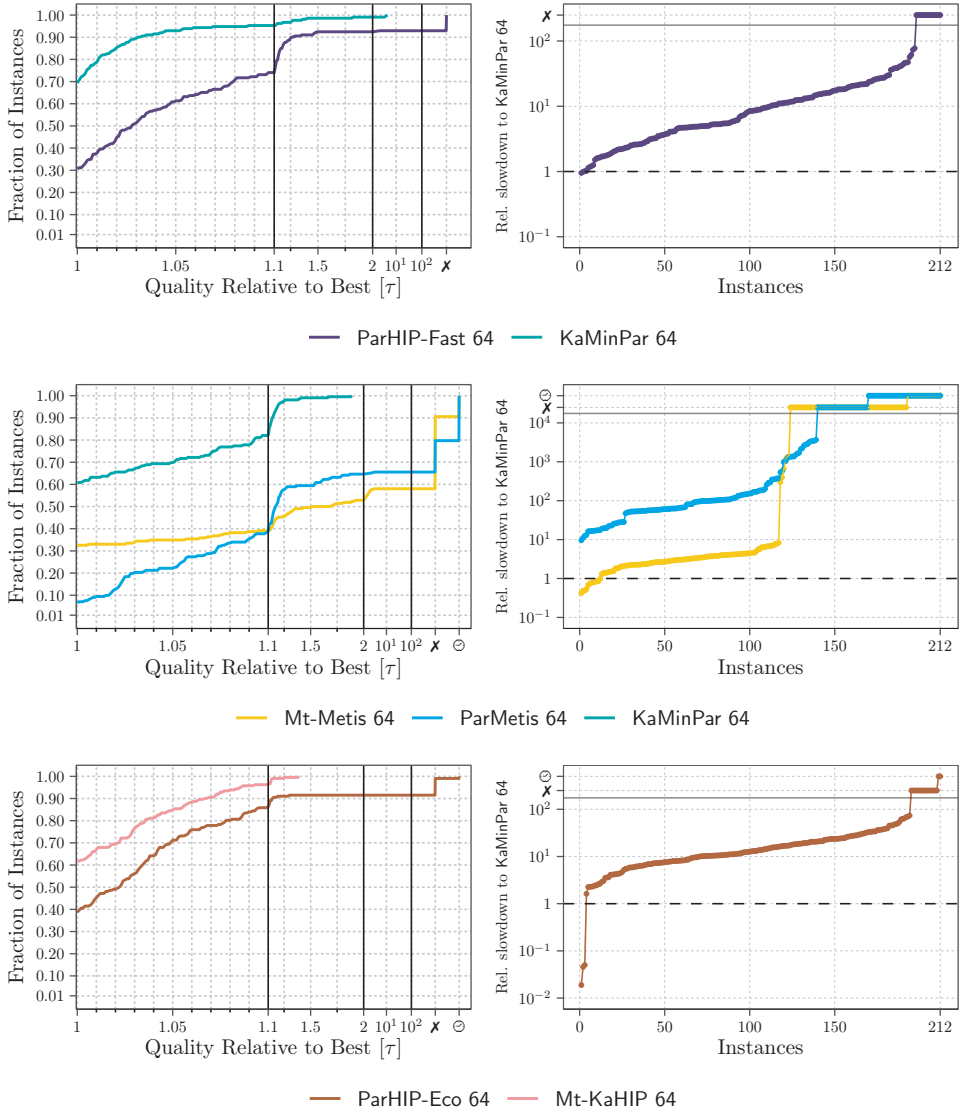 Fraction of Instances
1.00
0.90
0.80
0.70
0.60
0.50
0.40
0.30
0.20
0.10
0.01
1 1.05 1.1 1.5 2 10¹ 10² ✗
Quality Relative to Best [τ]
Rel. slowdown to KaMinPar 64
✗
10²
10¹
1
10⁻¹
0 50 100 150 212
Instances
ParHIP-Fast 64 KaMinPar 64
Fraction of Instances
1.00
0.90
0.80
0.70
0.60
0.50
0.40
0.30
0.20
0.10
0.01
1 1.05 1.1 1.5 2 10¹ 10² ✗
Quality Relative to Best [τ]
Rel. slowdown to KaMinPar 64
✗
10⁴
10³
10²
10¹
1
10⁻¹
0 50 100 150 212
Instances
Mt-Metis 64 ParMetis 64 KaMinPar 64
Fraction of Instances
1.00
0.90
0.80
0.70
0.60
0.50
0.40
0.30
0.20
0.10
0.01
1 1.05 1.1 1.5 2 10¹ 10² ✗
Quality Relative to Best [τ]
Rel. slowdown to KaMinPar 64
✗
10²
10¹
1
10⁻¹
10⁻²
0 50 100 150 212
Instances
ParHIP-Eco 64 Mt-KaHIP 64